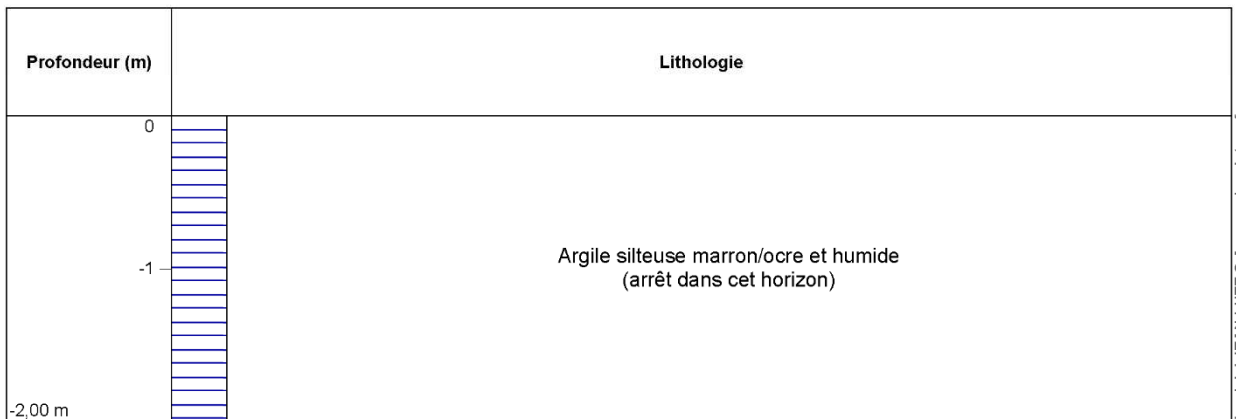 Profondeur (m)
Lithologie
0
Argile silteuse marron/ocre et humide
-1
(arrêt dans cet horizon)
-2,00 m